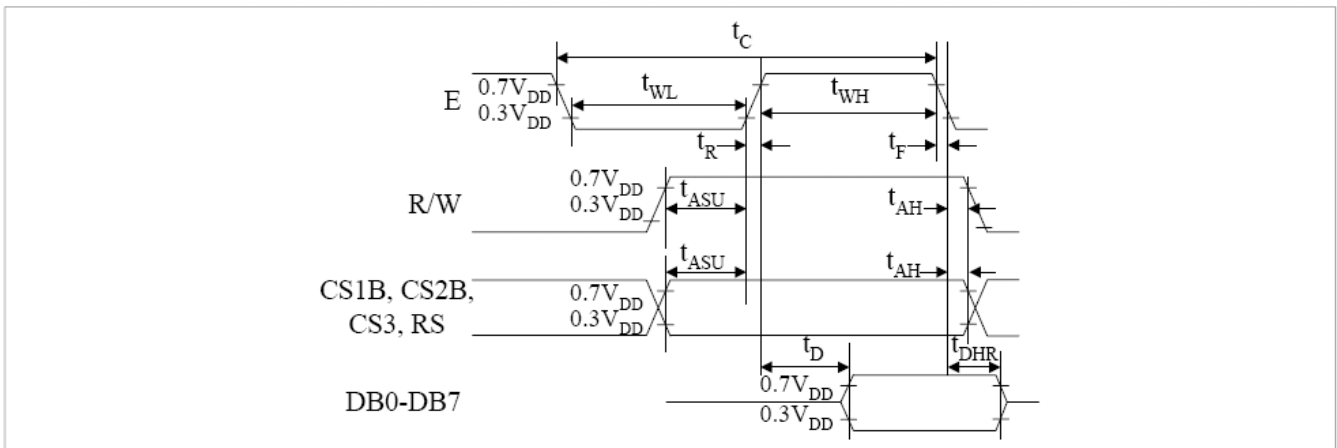 tC
E
0.7VDD
0.3VDD
tWL
tWH
tR
tF
R/W
0.7VDD
0.3VDD
tASU
tAH
CS1B, CS2B,
CS3, RS
0.7VDD
0.3VDD
tASU
tAH
DB0-DB7
0.7VDD
0.3VDD
tD
tDHR